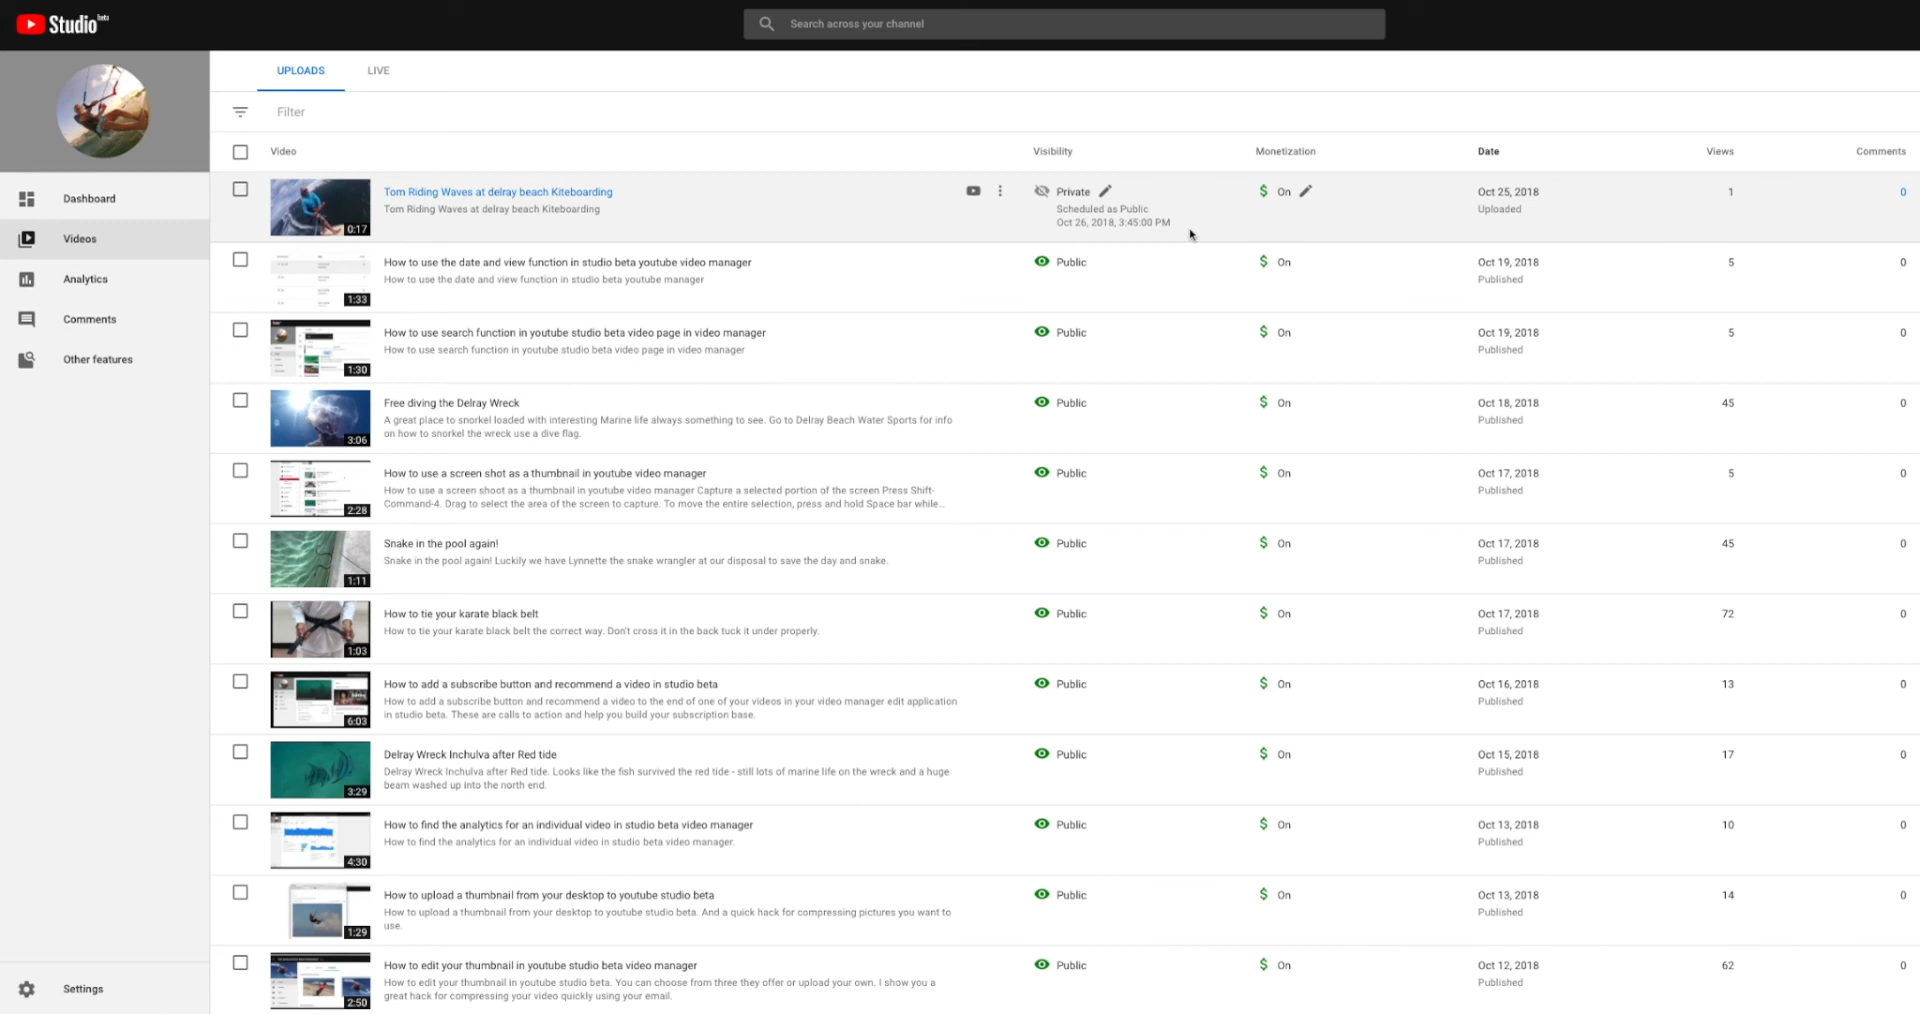 Studio beta
Search across your channel
UPLOADS LIVE
Filter
Video Visibility Monetization Date Views Comments
Dashboard
Videos
Analytics
Comments
Other features
Settings
Tom Riding Waves at delray beach Kiteboarding Private $ On Oct 25, 2018 1 0
Tom Riding Waves at delray beach Kiteboarding Scheduled as Public Uploaded
Oct 26, 2018, 3:45:00 PM
0:17
How to use the date and view function in studio beta youtube video manager Public $ On Oct 19, 2018 5 0
How to use the date and view function in studio beta youtube manager Published
1:33
How to use search function in youtube studio beta video page in video manager Public $ On Oct 19, 2018 5 0
How to use search function in youtube studio beta video page in video manager Published
1:30
Free diving the Delray Wreck Public $ On Oct 18, 2018 45 0
A great place to snorkel loaded with interesting Marine life always something to see. Go to Delray Beach Water Sports for info Published
on how to snorkel the wreck use a dive flag.
3:06
How to use a screen shot as a thumbnail in youtube video manager Public $ On Oct 17, 2018 5 0
How to use a screen shoot as a thumbnail in youtube video manager Capture a selected portion of the screen Press Shift- Published
Command-4. Drag to select the area of the screen to capture. To move the entire selection, press and hold Space bar while...
2:28
Snake in the pool again! Public $ On Oct 17, 2018 45 0
Snake in the pool again! Luckily we have Lynnette the snake wrangler at our disposal to save the day and snake. Published
1:11
How to tie your karate black belt Public $ On Oct 17, 2018 72 0
How to tie your karate black belt the correct way. Don't cross it in the back tuck it under properly. Published
1:03
How to add a subscribe button and recommend a video in studio beta Public $ On Oct 16, 2018 13 0
How to add a subscribe button and recommend a video to the end of one of your videos in your video manager edit application Published
in studio beta. These are calls to action and help you build your subscription base.
6:03
Delray Wreck Inchulva after Red tide Public $ On Oct 15, 2018 17 0
Delray Wreck Inchulva after Red tide. Looks like the fish survived the red tide - still lots of marine life on the wreck and a huge Published
beam washed up into the north end.
3:29
How to find the analytics for an individual video in studio beta video manager Public $ On Oct 13, 2018 10 0
How to find the analytics for an individual video in studio beta video manager. Published
4:30
How to upload a thumbnail from your desktop to youtube studio beta Public $ On Oct 13, 2018 14 0
How to upload a thumbnail from your desktop to youtube studio beta. And a quick hack for compressing pictures you want to Published
use.
1:29
How to edit your thumbnail in youtube studio beta video manager Public $ On Oct 12, 2018 62 0
How to edit your thumbnail in youtube studio beta. You can choose from three they offer or upload your own. I show you a Published
great hack for compressing your video quickly using your email.
2:50